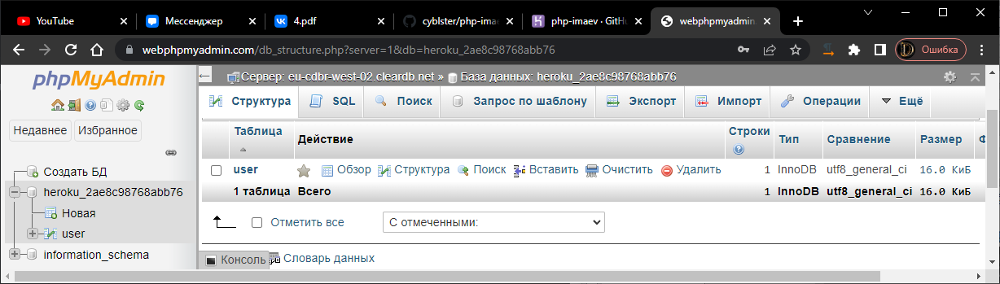 YouTube Мессенджер 4.pdf cyblster/php-imae php-imaev · GitHu webphpmyadmin.
webphpmyadmin.com/db_structure.php?server=1&db=heroku_2ae8c98768abb76 Ошибка
phpMyAdmin
Недавнее Избранное
Создать БД
heroku_2ae8c98768abb76
Новая
user
information_schema
Сервер: eu-cdbr-west-02.cleardb.net » База данных: heroku_2ae8c98768abb76
Структура SQL Поиск Запрос по шаблону Экспорт Импорт Операции Ещё
Таблица Действие Строки Тип Сравнение Размер Ф
user Обзор Структура Поиск Вставить Очистить Удалить 1 InnoDB utf8_general_ci 16.0 КиБ
1 таблица Всего 1 InnoDB utf8_general_ci 16.0 КиБ
Отметить все С отмеченными:
Консоль Словарь данных